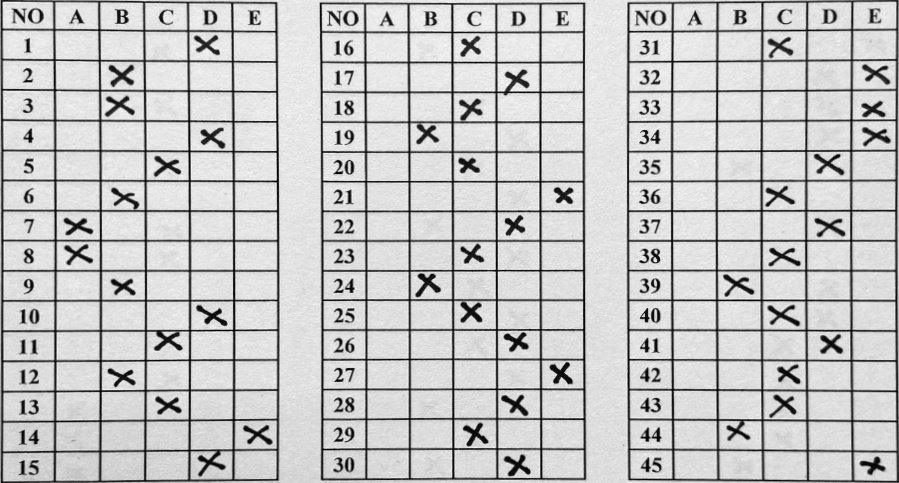 NO A B C D E
1 X
2 X
3 X
4 X
5 X
6 X
7 X
8 X
9 X
10 X
11 X
12 X
13 X
14 X
15 X
NO A B C D E
16 X
17 X
18 X
19 X
20 X
21 X
22 X
23 X
24 X
25 X
26 X
27 X
28 X
29 X
30 X
NO A B C D E
31 X
32 X
33 X
34 X
35 X
36 X
37 X
38 X
39 X
40 X
41 X
42 X
43 X
44 X
45 X